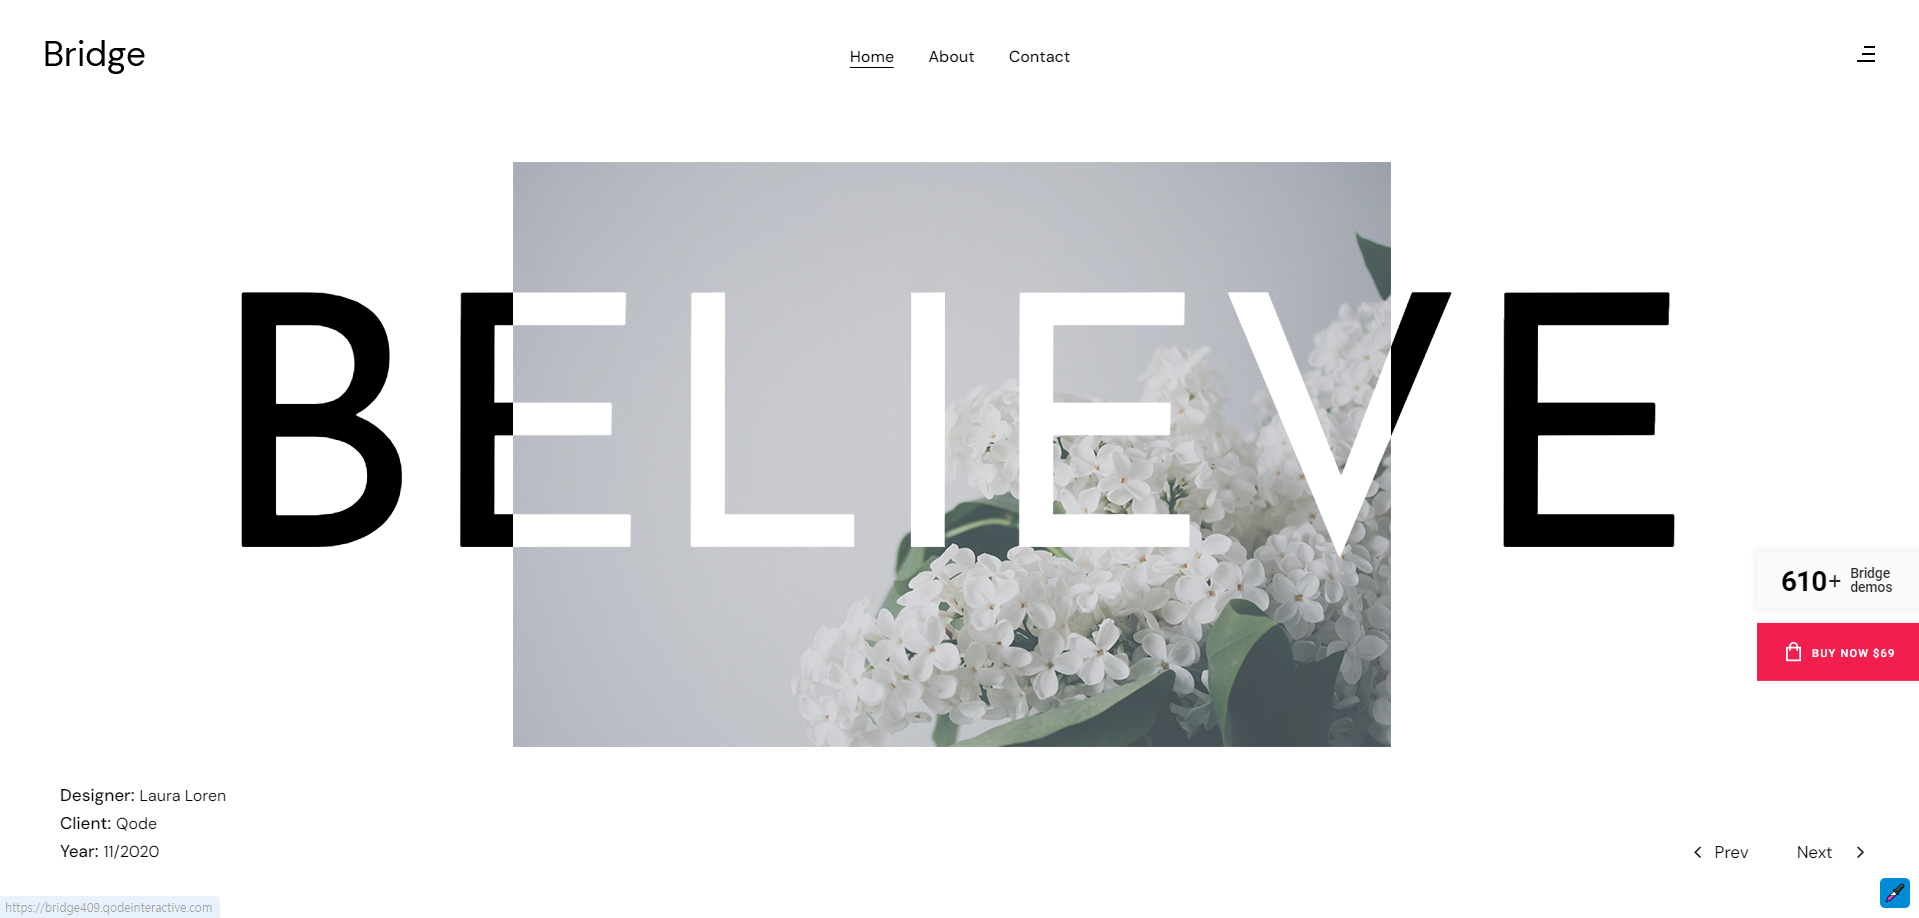 Bridge
Home
About
Contact
BELIEVE
610+ Bridge demos
BUY NOW $69
Designer: Laura Loren
Client: Qode
Year: 11/2020
Prev
Next
https://bridge409.qodeinteractive.com